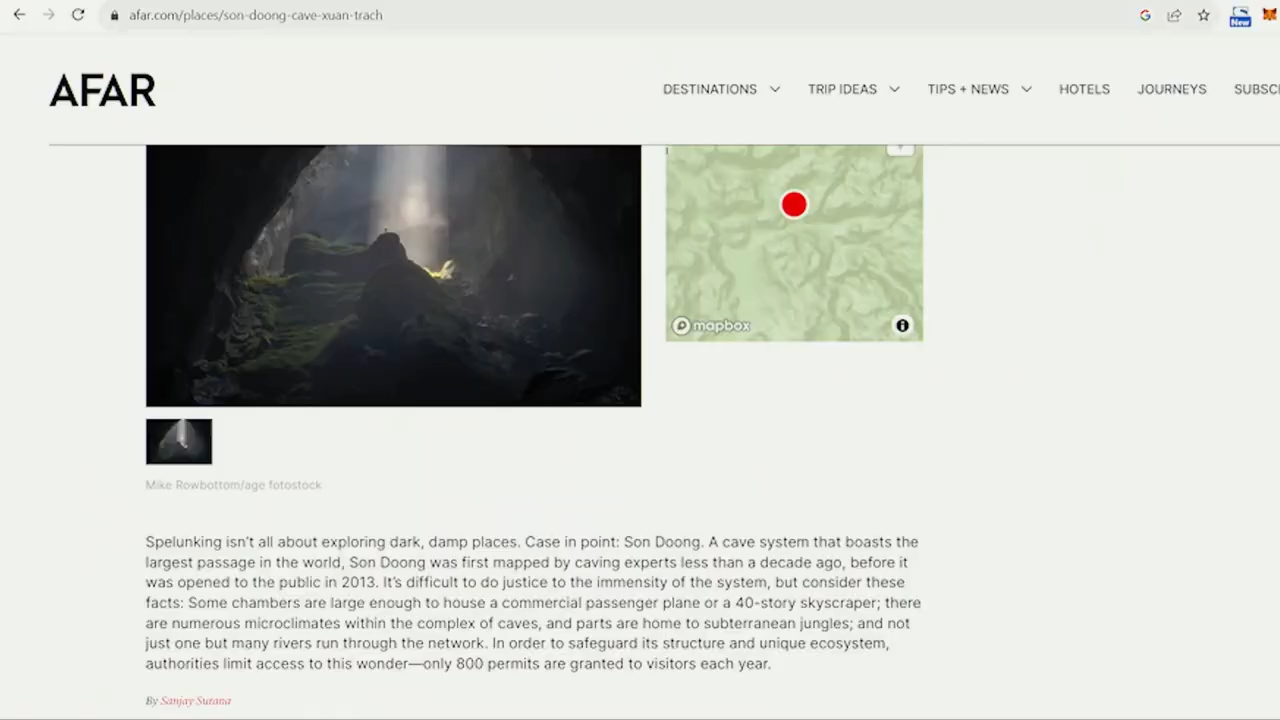 afar.com/places/son-doong-cave-xuan-trach
New
AFAR
DESTINATIONS TRIP IDEAS TIPS + NEWS HOTELS JOURNEYS SUBSCI
mapbox
Mike Rowbottom/age fotostock
Spelunking isn't all about exploring dark, damp places. Case in point: Son Doong. A cave system that boasts the
largest passage in the world, Son Doong was first mapped by caving experts less than a decade ago, before it
was opened to the public in 2013. It's difficult to do justice to the immensity of the system, but consider these
facts: Some chambers are large enough to house a commercial passenger plane or a 40-story skyscraper; there
are numerous microclimates within the complex of caves, and parts are home to subterranean jungles; and not
just one but many rivers run through the network. In order to safeguard its structure and unique ecosystem,
authorities limit access to this wonder—only 800 permits are granted to visitors each year.
By Sanjay Surana